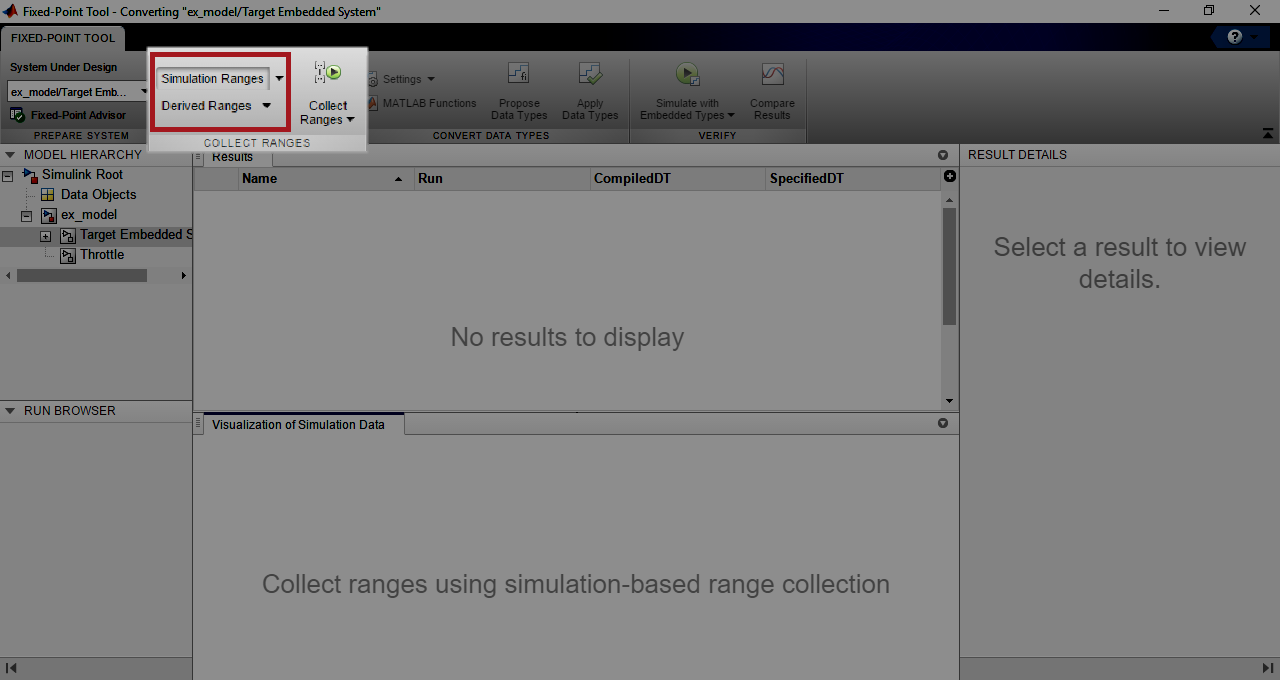 Fixed-Point Tool - Converting "ex_model/Target Embedded System"
FIXED-POINT TOOL
?
System Under Design
ex_model/Target Emb...
Fixed-Point Advisor
PREPARE SYSTEM
Simulation Ranges
Derived Ranges
Collect
Ranges
COLLECT RANGES
Settings
MATLAB Functions
Propose
Data Types
Apply
Data Types
CONVERT DATA TYPES
Simulate with
Embedded Types
Compare
Results
VERIFY
MODEL HIERARCHY
Simulink Root
Data Objects
ex_model
Target Embedded S
Throttle
RUN BROWSER
Results
Name
Run
CompiledDT
SpecifiedDT
No results to display
Visualization of Simulation Data
Collect ranges using simulation-based range collection
RESULT DETAILS
Select a result to view
details.